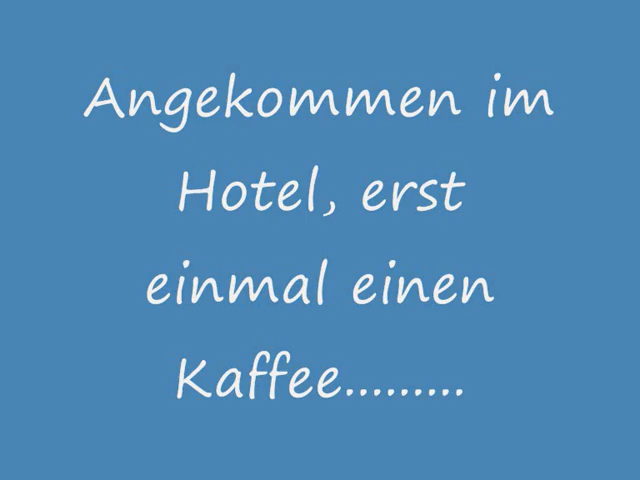 Angekommen im
Hotel, erst
einmal einen
Kaffee.........